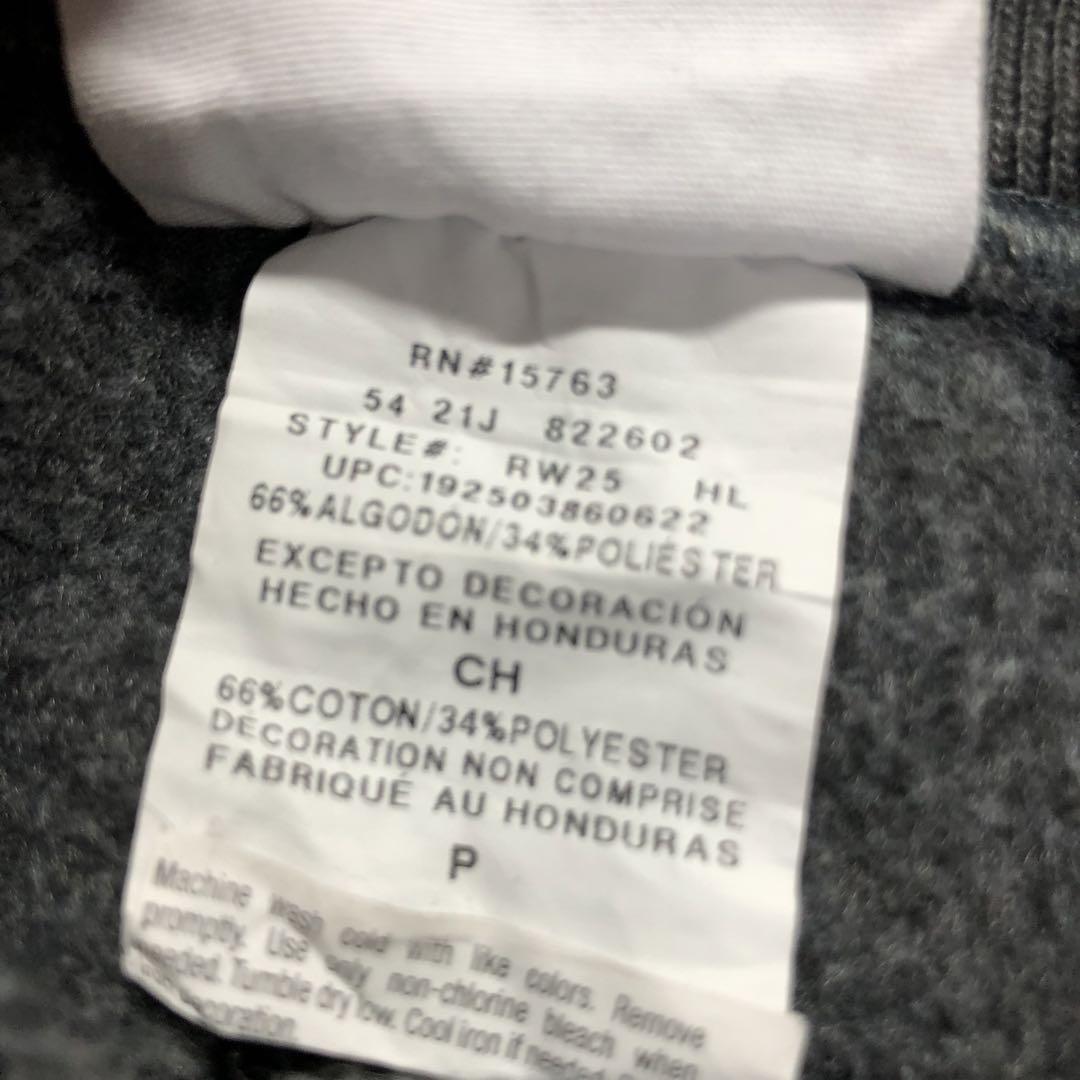 RN#15763
54 21J 822602
STYLE#: RW25 HL
UPC:192503860622
66%ALGODÓN/34%POLIÉSTER
EXCEPTO DECORACIÓN
HECHO EN HONDURAS
CH
66%COTON/34%POLYESTER
DECORATION NON COMPRISE
FABRIQUÉ AU HONDURAS
P
Machine wash cold with like colors. Remove
promptly. Use only non-chlorine bleach when
needed. Tumble dry low. Cool iron if needed.